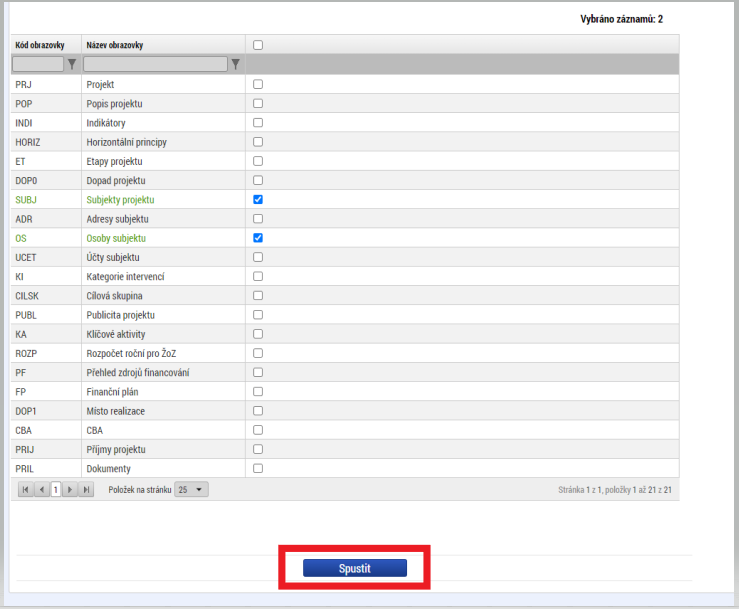 Vybráno záznamů: 2
Kód obrazovky Název obrazovky
PRJ Projekt
POP Popis projektu
INDI Indikátory
HORIZ Horizontální principy
ET Etapy projektu
DOP0 Dopad projektu
SUBJ Subjekty projektu
ADR Adresy subjektu
OS Osoby subjektu
UCET Účty subjektu
KI Kategorie intervencí
CILSK Cílová skupina
PUBL Publicita projektu
KA Klíčové aktivity
ROZP Rozpočet roční pro ŽoZ
PF Přehled zdrojů financování
FP Finanční plán
DOP1 Místo realizace
CBA CBA
PRIJ Příjmy projektu
PRIL Dokumenty
1 Položek na stránku 25 Stránka 1 z 1, položky 1 až 21 z 21
Spustit